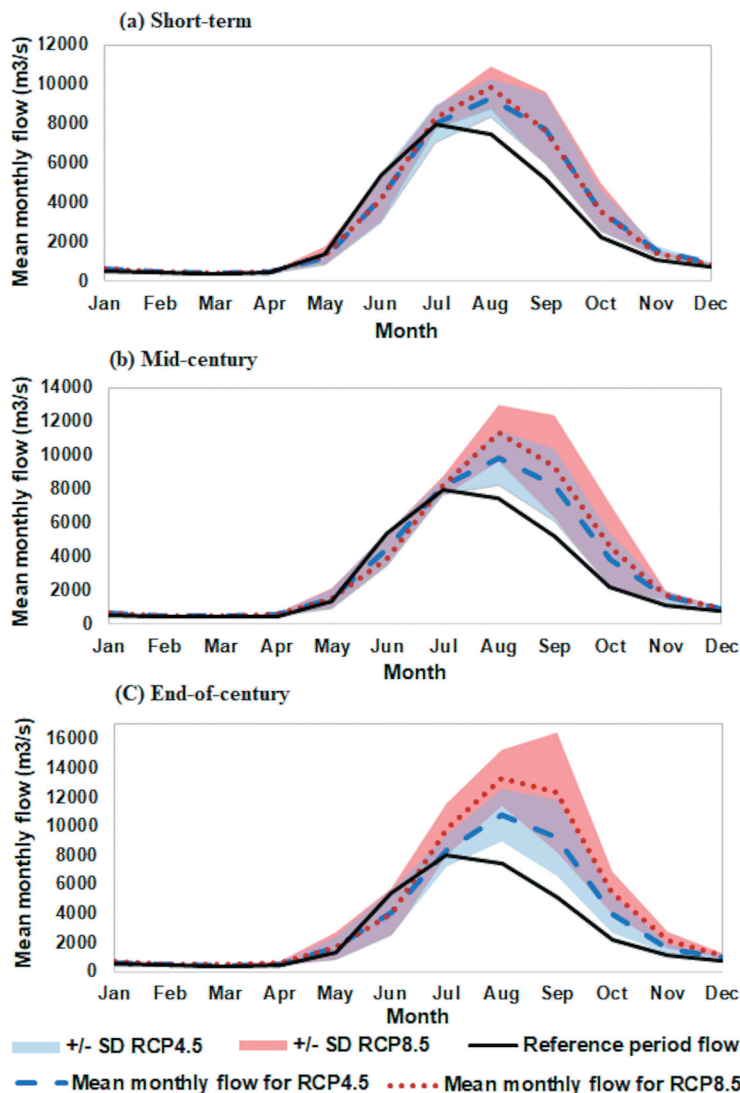 (a) Short-term
Mean monthly flow (m3/s)
12000
10000
8000
6000
4000
2000
0
Jan Feb Mar Apr May Jun Jul Aug Sep Oct Nov Dec
Month
(b) Mid-century
Mean monthly flow (m3/s)
14000
12000
10000
8000
6000
4000
2000
0
Jan Feb Mar Apr May Jun Jul Aug Sep Oct Nov Dec
Month
(C) End-of-century
Mean monthly flow (m3/s)
16000
14000
12000
10000
8000
6000
4000
2000
0
Jan Feb Mar Apr May Jun Jul Aug Sep Oct Nov Dec
Month
+/- SD RCP4.5 +/- SD RCP8.5 Reference period flow
Mean monthly flow for RCP4.5 Mean monthly flow for RCP8.5